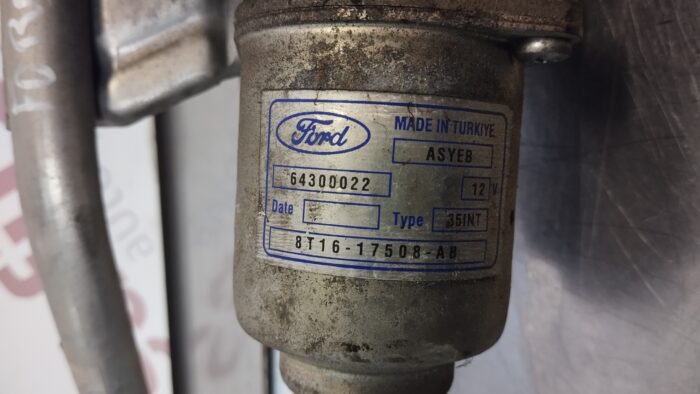 Ford
MADE IN TURKIYE
ASYEB
64300022
12 V
Date
Type 35INT
8T16-17508-AB